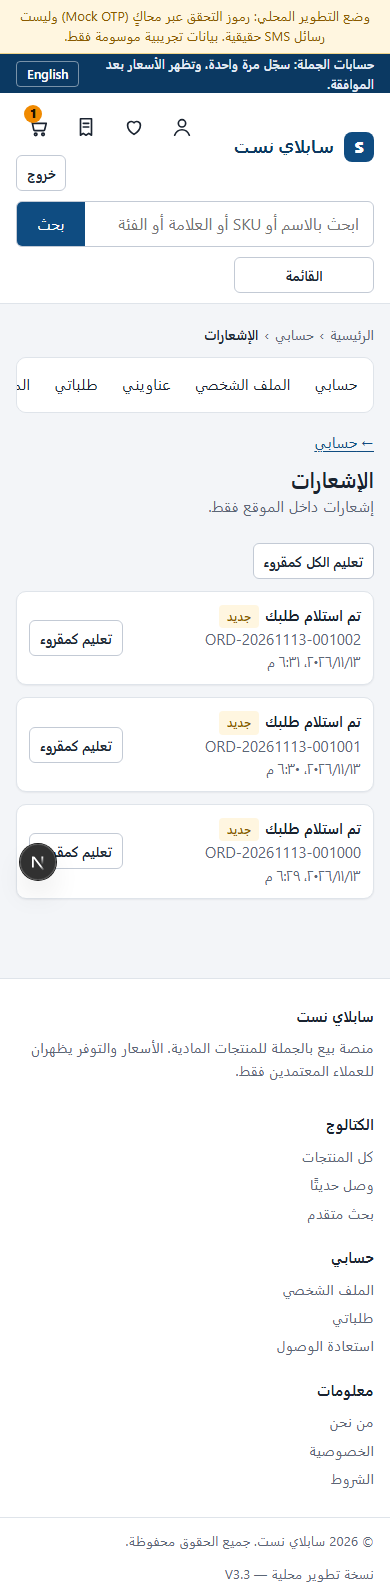 وضع التطوير المحلي: رموز التحقق عبر محاكٍ (Mock OTP) وليست
رسائل SMS حقيقية. بيانات تجريبية موسومة فقط.
حسابات الجملة: سجّل مرة واحدة، وتظهر الأسعار بعد
الموافقة.
English
S
سابلاي نست
1
خروج
ابحث بالاسم أو SKU أو العلامة أو الفئة
بحث
القائمة
الرئيسية › حسابي › الإشعارات
حسابي الملف الشخصي عناويني طلباتي
← حسابي
الإشعارات
إشعارات داخل الموقع فقط.
تعليم الكل كمقروء
تم استلام طلبك جديد
ORD-20261113-001002
١٣‏/١١‏/٢٠٢٦، ٦:٣١ م
تعليم كمقروء
تم استلام طلبك جديد
ORD-20261113-001001
١٣‏/١١‏/٢٠٢٦، ٦:٣٠ م
تعليم كمقروء
تم استلام طلبك جديد
ORD-20261113-001000
١٣‏/١١‏/٢٠٢٦، ٦:٢٩ م
تعليم كمقروء
N
سابلاي نست
منصة بيع بالجملة للمنتجات المادية. الأسعار والتوفر يظهران
للعملاء المعتمدين فقط.
الكتالوج
كل المنتجات
وصل حديثًا
بحث متقدم
حسابي
الملف الشخصي
طلباتي
استعادة الوصول
معلومات
من نحن
الخصوصية
الشروط
© 2026 سابلاي نست. جميع الحقوق محفوظة.
نسخة تطوير محلية — V3.3